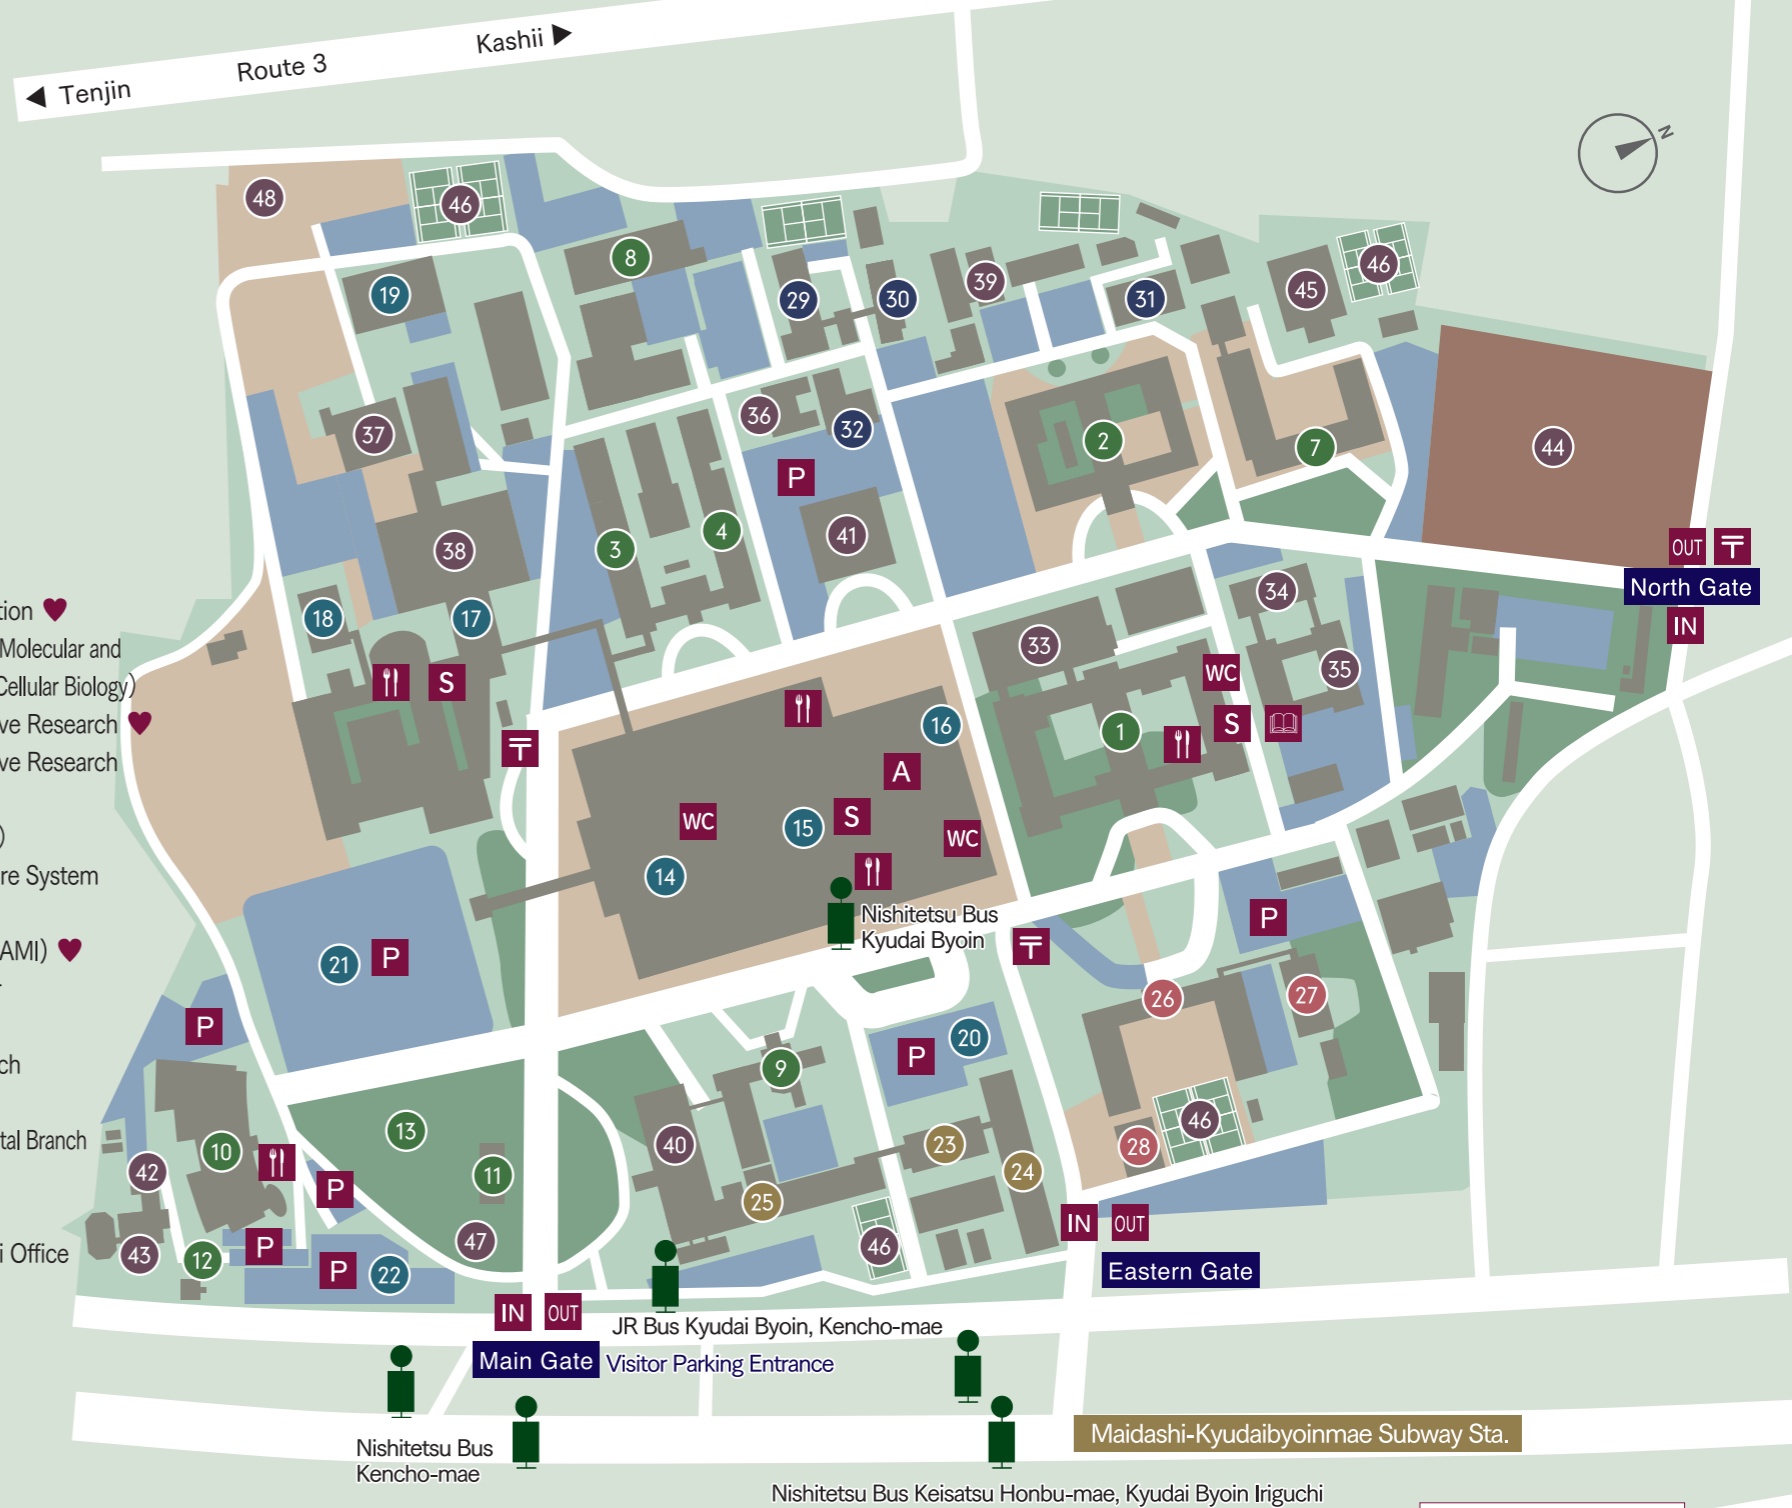 Kashii ▶
Route 3
◀ Tenjin
N
48
46
8
19
29
30
39
31
45
46
37
36
32
2
7
44
P
38
3
4
41
OUT 〒
North Gate
IN
tion ♥
Molecular and
Cellular Biology)
ve Research ♥
ve Research
)
re System
AMI) ♥
ch
tal Branch
i Office
18
17
34
33
35
WC
S
S
16
1
〒
A
WC
15
S
WC
14
Nishitetsu Bus
Kyudai Byoin
〒
P
21
P
26
27
P
20
P
9
13
10
40
23
46
28
42
11
24
P
25
47
46
43
12
P
P
22
IN OUT
Eastern Gate
IN OUT
JR Bus Kyudai Byoin, Kencho-mae
Main Gate Visitor Parking Entrance
Maidashi-Kyudaibyoinmae Subway Sta.
Nishitetsu Bus
Kencho-mae
Nishitetsu Bus Keisatsu Honbu-mae, Kyudai Byoin Iriguchi